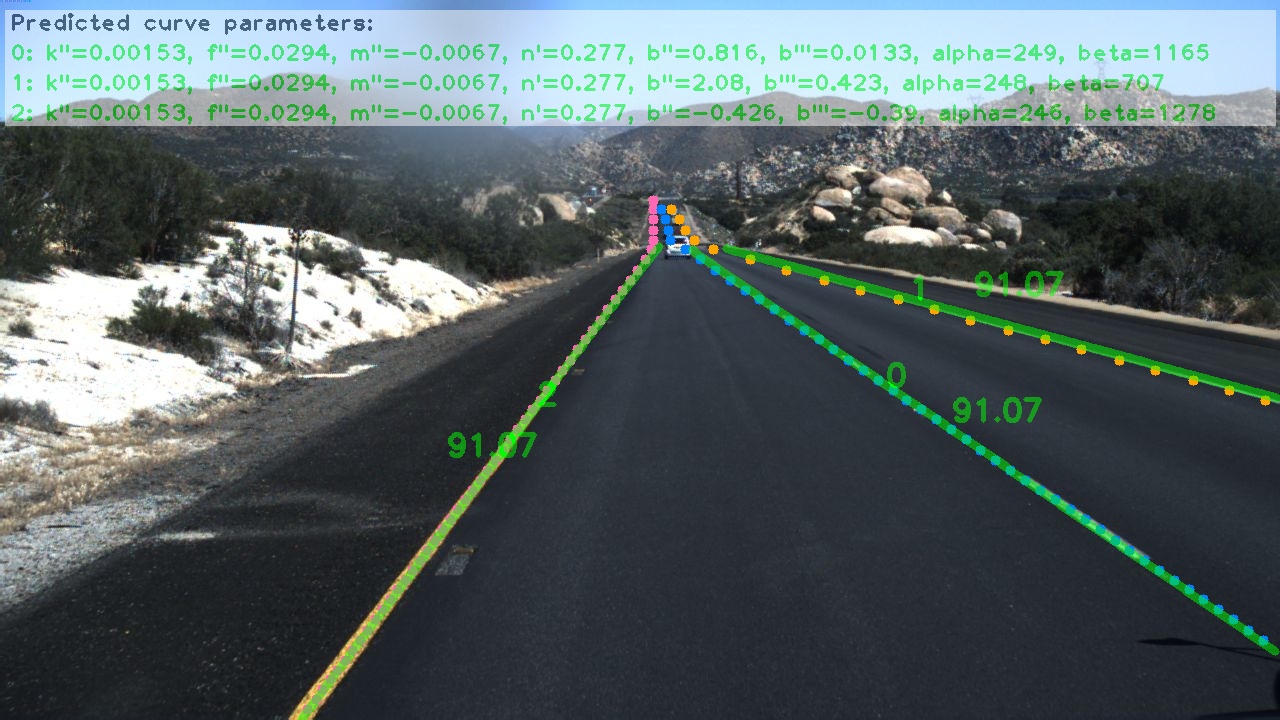 Predicted curve parameters:
0: k''=0.00153, f''=0.0294, m''=-0.0067, n'=0.277, b''=0.816, b'''=0.0133, alpha=249, beta=1165
1: k''=0.00153, f''=0.0294, m''=-0.0067, n'=0.277, b''=2.08, b'''=0.423, alpha=248, beta=707
2: k''=0.00153, f''=0.0294, m''=-0.0067, n'=0.277, b''=-0.426, b'''=-0.39, alpha=246, beta=1278
1 91.07
0
91.07
2
91.07